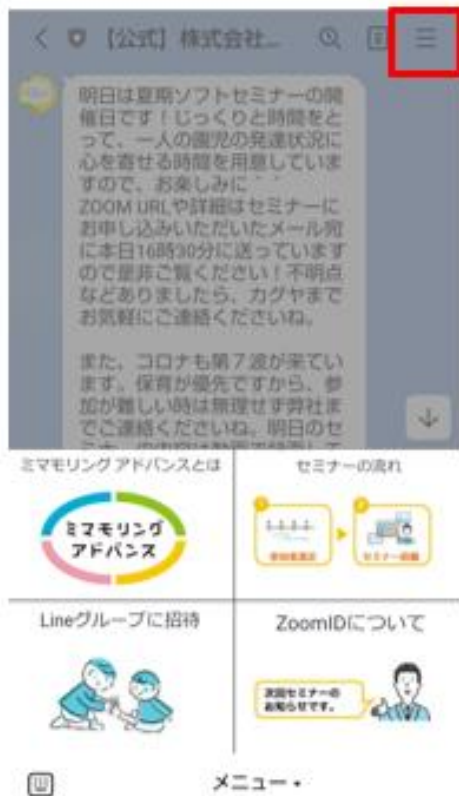 【公式】株式会社...
明日は夏期ソフトセミナーの開
催日です！じっくりと時間をと
って、一人の園児の発達状況に
心を寄せる時間を用意していま
すので、お楽しみに
ZOOM URLや詳細はセミナーに
お申し込みいただいたメール宛
に本日16時30分に送っています
ので是非ご覧ください！不明点
などありましたら、カグヤまで
お気軽にご連絡くださいね。
また、コロナも第7波が来てい
ます。保育が優先ですから、参
加が難しい時は無理せず弊社ま
でご連絡くださいね。明日のセ
ミマモリングアドバンスとは
セミナーの流れ
ミマモリング
アドバンス
1
2
Lineグループに招待
ZoomIDについて
次回セミナーの
お知らせです。
メニュー